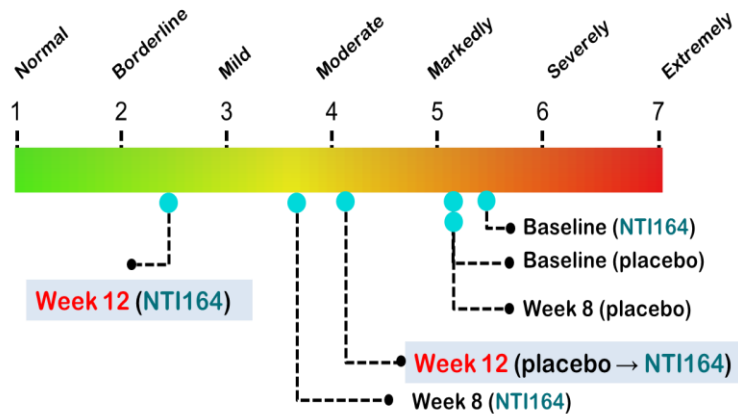 Normal Borderline Mild Moderate Markedly Severely Extremely
1 2 3 4 5 6 7
Baseline (NTI164)
Baseline (placebo)
Week 12 (NTI164)
Week 8 (placebo)
Week 12 (placebo → NTI164)
Week 8 (NTI164)